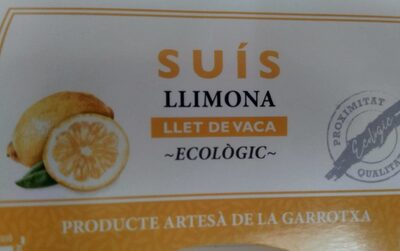 SUÍS
LLIMONA
LLET DE VACA
~ECOLÒGIC~
PROXIMITAT
Ecològic
QUALITAT
PRODUCTE ARTESÀ DE LA GARROTXA